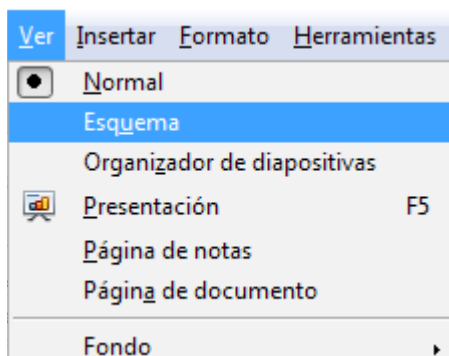 Ver Insertar Formato Herramientas
Normal
Esquema
Organizador de diapositivas
Presentación F5
Página de notas
Página de documento
Fondo